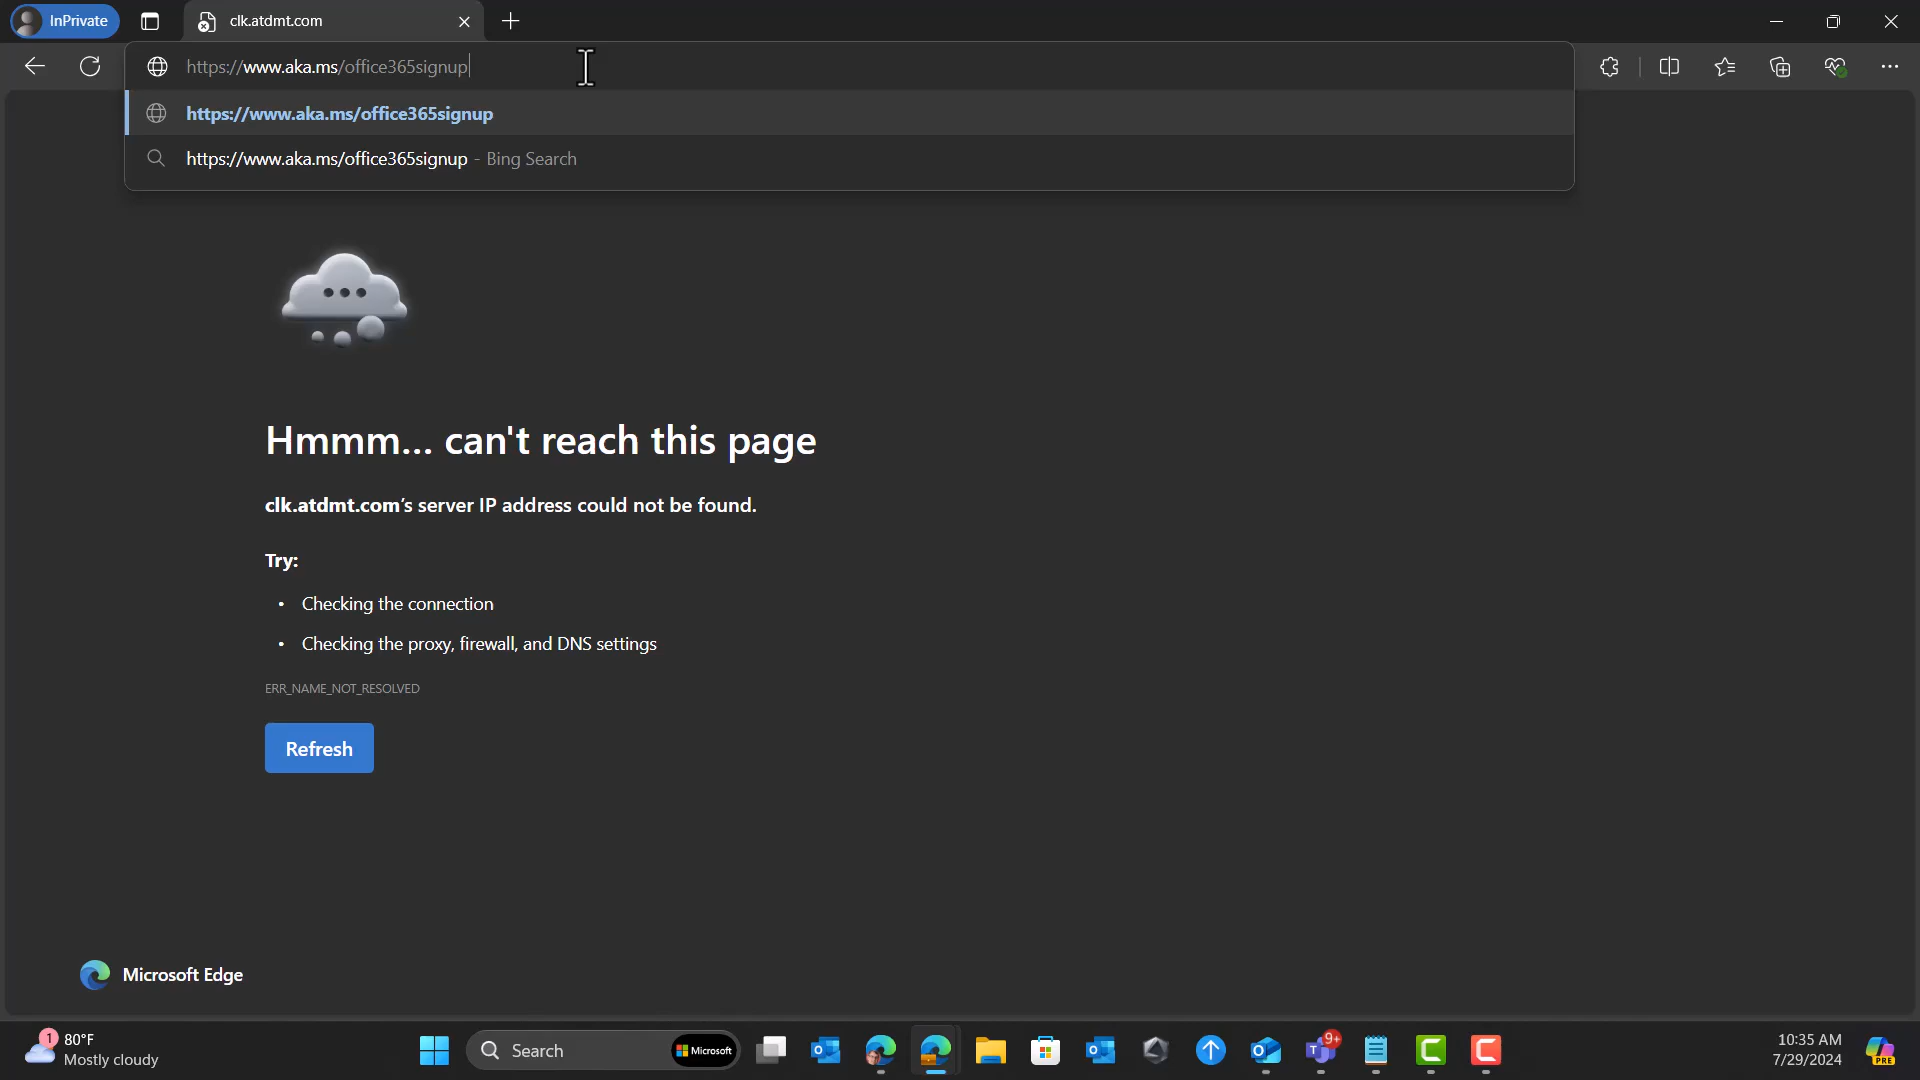 InPrivate
clk.atdmt.com
https://www.aka.ms/office365signup
https://www.aka.ms/office365signup
https://www.aka.ms/office365signup - Bing Search
Hmmm... can't reach this page
clk.atdmt.com's server IP address could not be found.
Try:
• Checking the connection
• Checking the proxy, firewall, and DNS settings
ERR_NAME_NOT_RESOLVED
Refresh
Microsoft Edge
1
80°F
Mostly cloudy
Search
Microsoft
9+
10:35 AM
7/29/2024
PRE